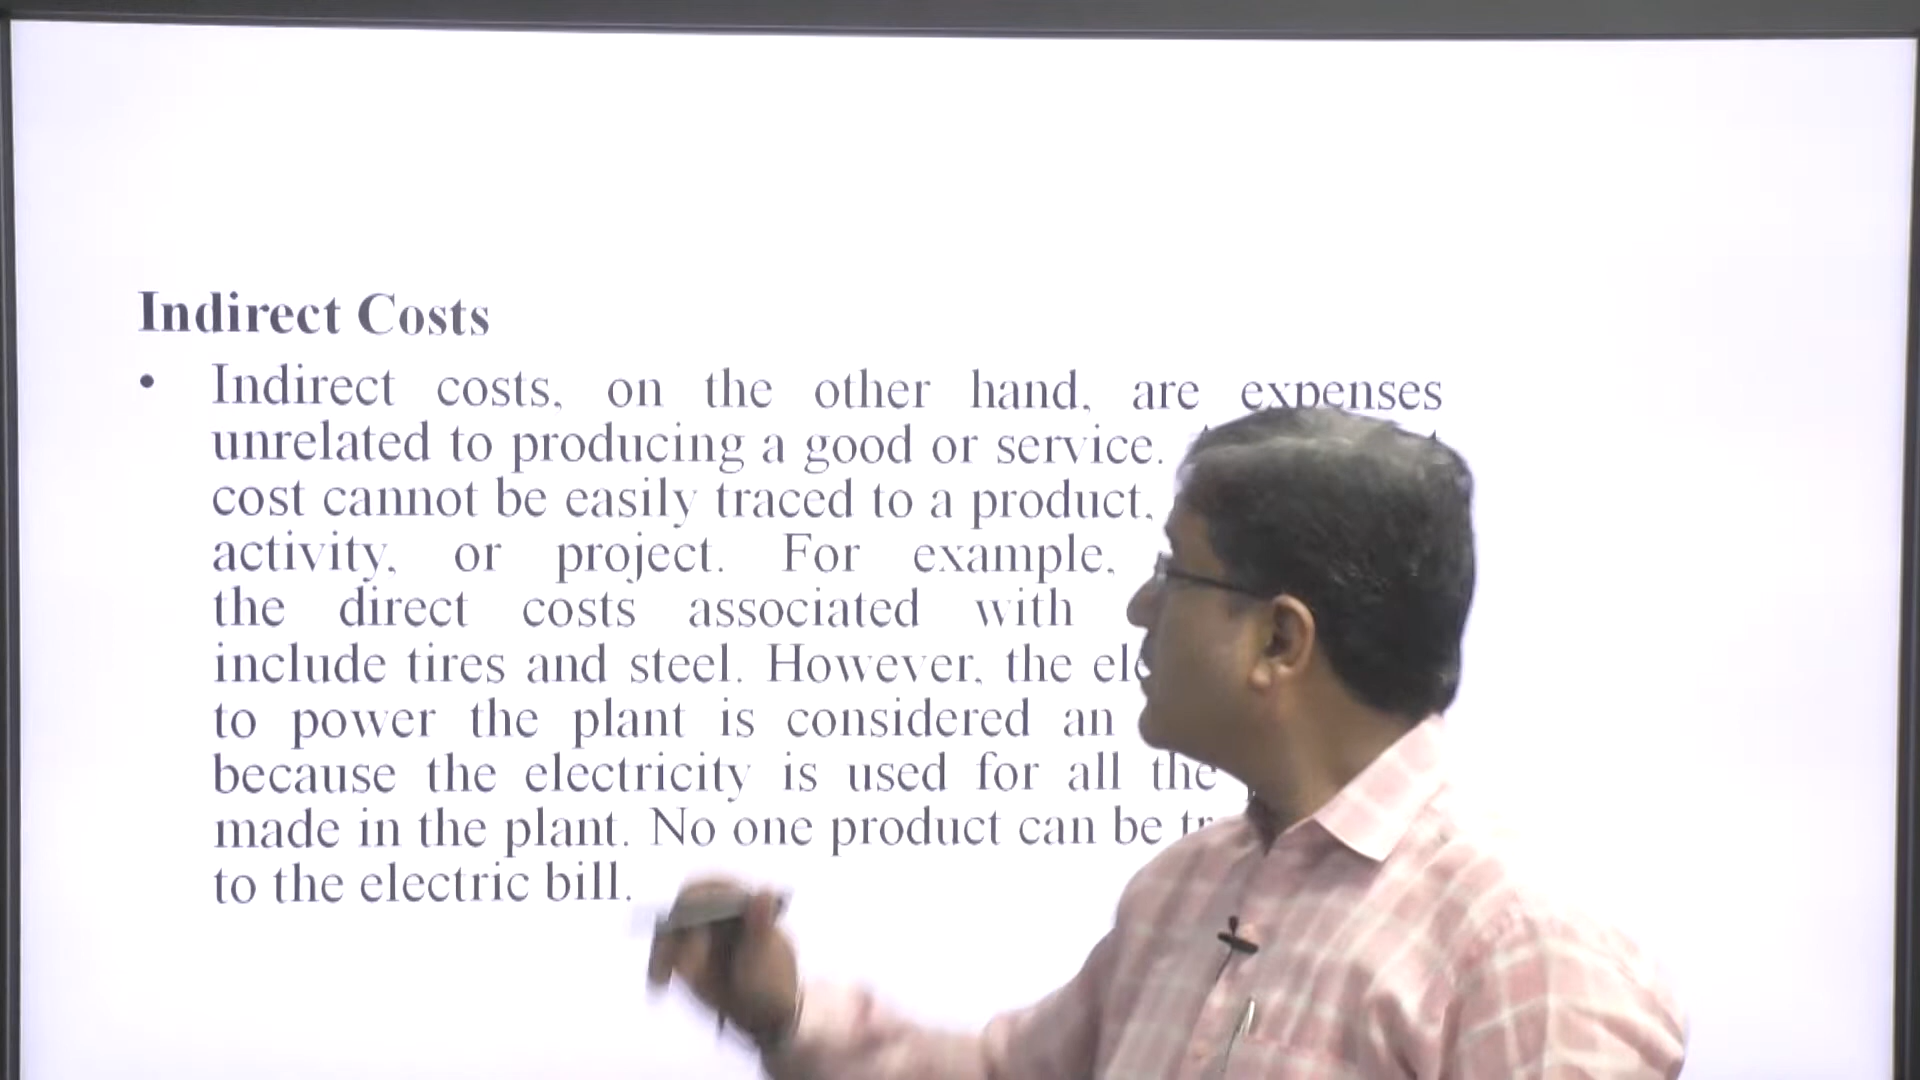 Indirect Costs
• Indirect costs, on the other hand, are expenses
unrelated to producing a good or service.
cost cannot be easily traced to a product,
activity, or project. For example,
the direct costs associated with
include tires and steel. However, the
to power the plant is considered an
because the electricity is used for all the
made in the plant. No one product can be
to the electric bill.